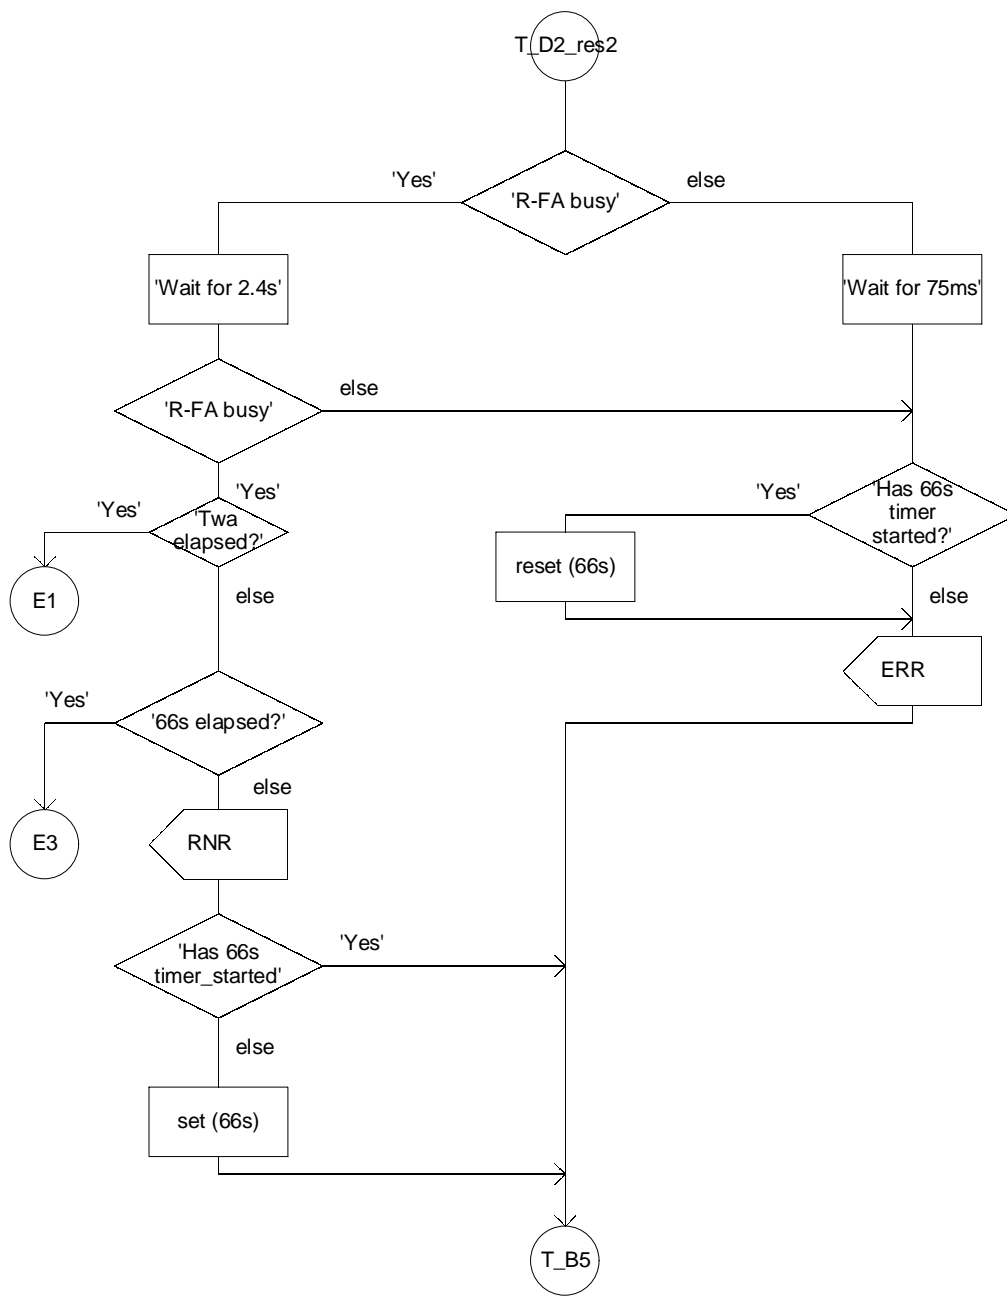 T_D2_res2
'Yes'
else
'R-FA busy'
'Wait for 2.4s'
'Wait for 75ms'
else
'R-FA busy'
'Yes'
'Yes'
'Twa
elapsed?'
else
E1
'Yes'
'Has 66s
timer
started?'
reset (66s)
else
ERR
'Yes'
'66s elapsed?'
else
E3
RNR
'Has 66s
timer_started'
'Yes'
else
set (66s)
T_B5